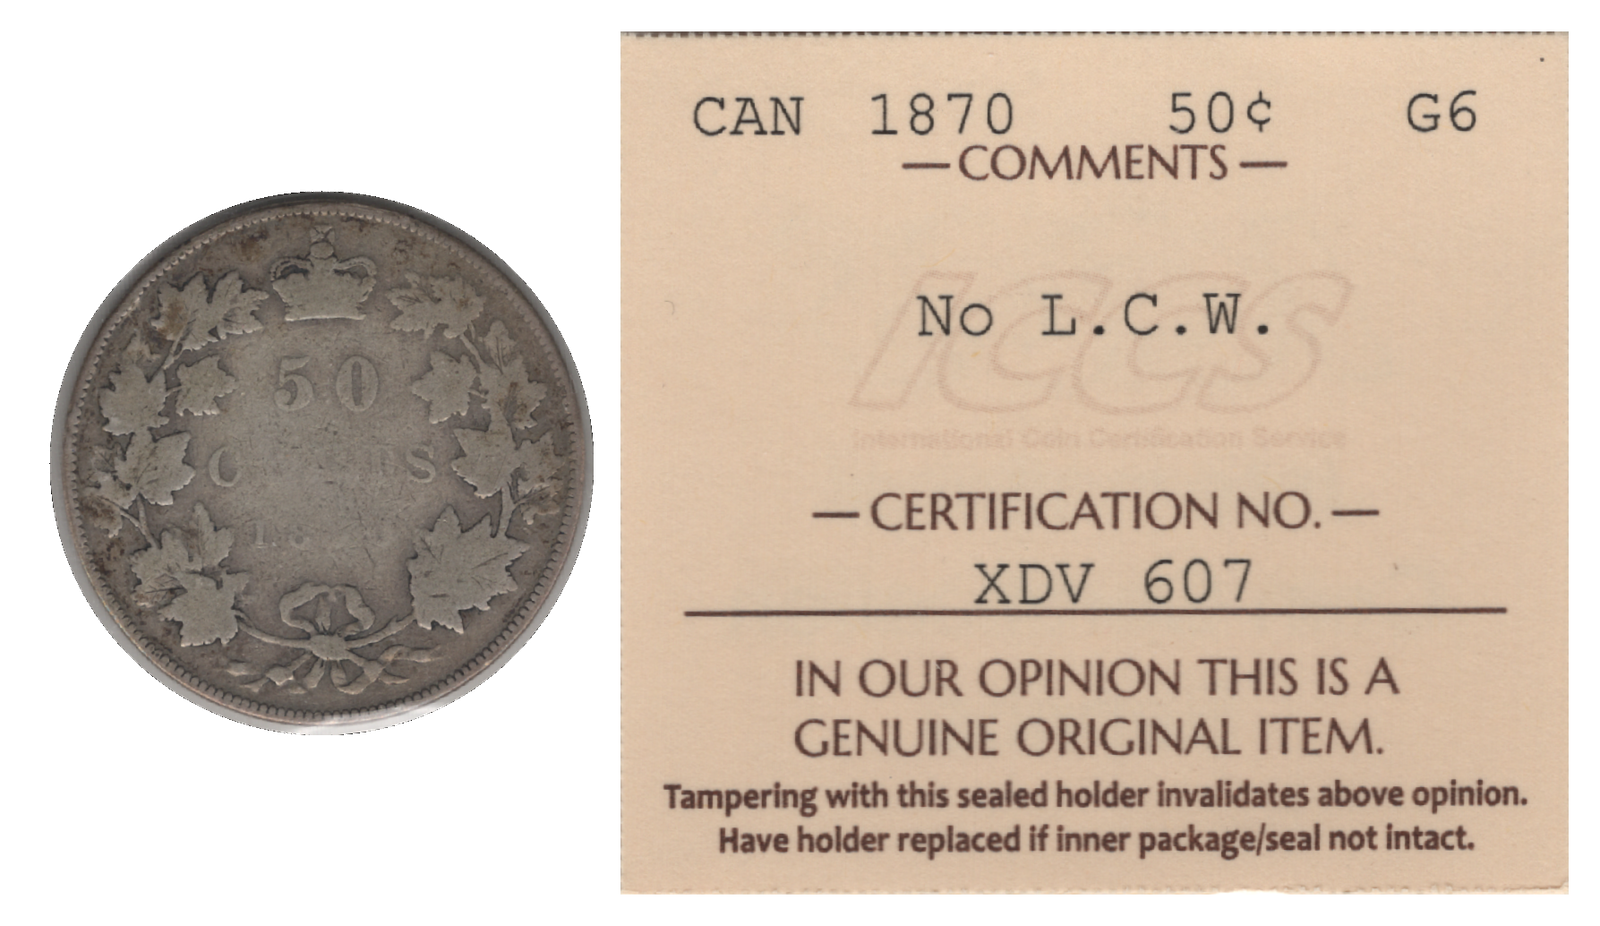 50
CAN 1870 50¢ G6
—COMMENTS—
No L.C.W.
ICCS
International Coin Certification Service
—CERTIFICATION NO.—
XDV 607
IN OUR OPINION THIS IS A
GENUINE ORIGINAL ITEM.
Tampering with this sealed holder invalidates above opinion.
Have holder replaced if inner package/seal not intact.